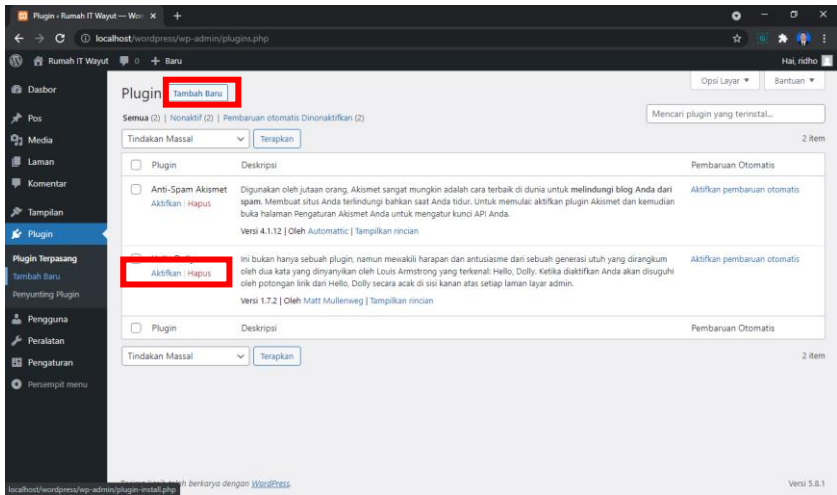 Plugin ‹ Rumah IT Wayut — Wor
localhost/wordpress/wp-admin/plugins.php
Rumah IT Wayut 0 Baru
Hai, ridho
Dasbor
Pos
Media
Laman
Komentar
Tampilan
Plugin
Plugin Terpasang
Tambah Baru
Penyunting Plugin
Pengguna
Peralatan
Pengaturan
Persempit menu
Opsi Layar
Bantuan
Plugin Tambah Baru
Semua (2) | Nonaktif (2) | Pembaruan otomatis Dinonaktifkan (2)
Mencari plugin yang terinstal...
Tindakan Massal Terapkan 2 item
Plugin Deskripsi Pembaruan Otomatis
Anti-Spam Akismet
Aktifkan | Hapus
Digunakan oleh jutaan orang, Akismet sangat mungkin adalah cara terbaik di dunia untuk melindungi blog Anda dari
spam. Membuat situs Anda terlindungi bahkan saat Anda tidur. Untuk memulai: aktifkan plugin Akismet dan kemudian
buka halaman Pengaturan Akismet Anda untuk mengatur kunci API Anda.
Versi 4.1.12 | Oleh Automattic | Tampilkan rincian
Aktifkan pembaruan otomatis
Aktifkan | Hapus
Ini bukan hanya sebuah plugin, namun mewakili harapan dan antusiasme dari sebuah generasi utuh yang dirangkum
oleh dua kata yang dinyanyikan oleh Louis Armstrong yang terkenal: Hello, Dolly. Ketika diaktifkan Anda akan disuguhi
oleh potongan lirik dari Hello, Dolly secara acak di sisi kanan atas setiap laman layar admin.
Versi 1.7.2 | Oleh Matt Mullenweg | Tampilkan rincian
Aktifkan pembaruan otomatis
Plugin Deskripsi Pembaruan Otomatis
Tindakan Massal Terapkan 2 item
berkarya dengan WordPress.
Versi 5.8.1
localhost/wordpress/wp-admin/plugin-install.php